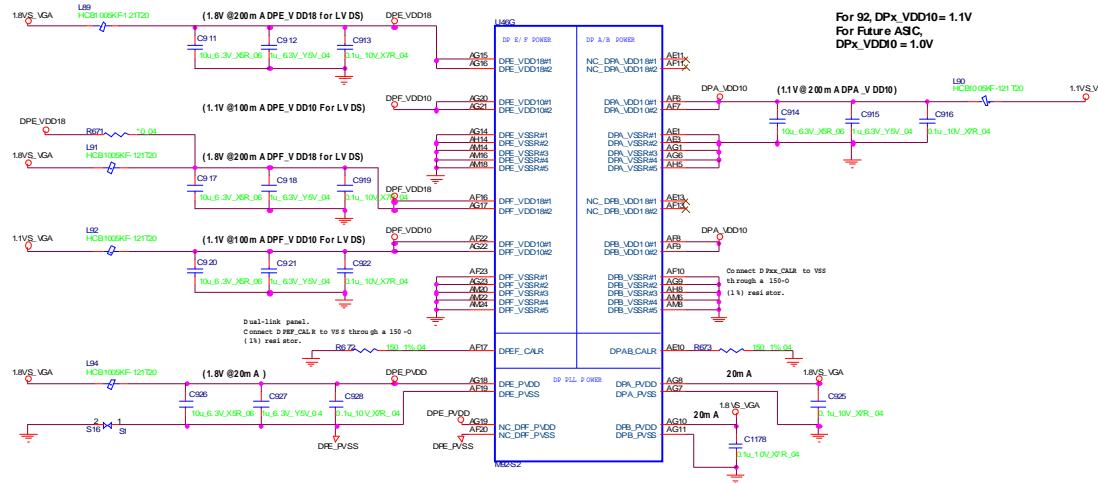 L89
HCB1005KF-121T20
1.8VS_VGA
(1.8V @200mA DPE_VDD18 for LVDS)
DPE_VDD18
C911
10u_6.3V_X5R_06
C912
1u_6.3V_Y5V_04
C913
0.1u_10V_X7R_04
U46G
DP E/F POWER
DP A/B POWER
For 92, DPx_VDD10 = 1.1V
For Future ASIC,
DPx_VDD10 = 1.0V
AG15 DPE_VDD18#1
AG16 DPE_VDD18#2
NC_DPA_VDD18#1 AE11
NC_DPA_VDD18#2 AF11
(1.1V @100mA DPE_VDD10 for LVDS)
DPF_VDD10
AG20 DPE_VDD10#1
AG21 DPE_VDD10#2
DPA_VDD10#1 AF6
DPA_VDD10#2 AF7
DPA_VDD10
(1.1V @ 200mA DPA_VDD10)
L90
HCB1005KF-121T20
1.1VS_V
C914
10u_6.3V_X5R_06
C915
1u_6.3V_Y5V_04
C916
0.1u_10V_X7R_04
DPE_VDD18
R671
*0_04
AG14 DPE_VSSR#1
AH14 DPE_VSSR#2
AM14 DPE_VSSR#3
AM16 DPE_VSSR#4
AM18 DPE_VSSR#5
DPA_VSSR#1 AE1
DPA_VSSR#2 AE3
DPA_VSSR#3 AG1
DPA_VSSR#4 AG6
DPA_VSSR#5 AH5
1.8VS_VGA
L91
HCB1005KF-121T20
(1.8V @200mA DPF_VDD18 for LVDS)
C917
10u_6.3V_X5R_06
C918
1u_6.3V_Y5V_04
C919
0.1u_10V_X7R_04
DPF_VDD18
AF16 DPF_VDD18#1
AG17 DPF_VDD18#2
NC_DPB_VDD18#1 AE13
NC_DPB_VDD18#2 AF13
1.1VS_VGA
L92
HCB1005KF-121T20
(1.1V @100mA DPF_VDD10 For LVDS)
DPF_VDD10
AF22 DPF_VDD10#1
AG22 DPF_VDD10#2
DPB_VDD10#1 AF8
DPB_VDD10#2 AF9
DPA_VDD10
C920
10u_6.3V_X5R_06
C921
1u_6.3V_Y5V_04
C922
0.1u_10V_X7R_04
AF23 DPF_VSSR#1
AG23 DPF_VSSR#2
AM20 DPF_VSSR#3
AM22 DPF_VSSR#4
AM24 DPF_VSSR#5
DPB_VSSR#1 AF10
DPB_VSSR#2 AG9
DPB_VSSR#3 AH8
DPB_VSSR#4 AM6
DPB_VSSR#5 AM8
Connect DPxx_CALR to VSS
through a 150-O
(1%) resistor.
Dual-link panel.
Connect DPEF_CALR to VSS through a 150-O
(1%) resistor.
R672 150_1%_04
AF17 DPEF_CALR
DPAB_CALR AE10
R673 150_1%_04
DP PLL POWER
1.8VS_VGA
L94
HCB1005KF-121T20
(1.8V @20mA)
DPE_PVDD
C926
10u_6.3V_X5R_06
C927
1u_6.3V_Y5V_04
C928
0.1u_10V_X7R_04
AG18 DPE_PVDD
AF19 DPE_PVSS
DPA_PVDD AG8
DPA_PVSS AG7
20mA
1.8VS_VGA
C925
0.1u_10V_X7R_04
2 1
S16 St
DPE_PVSS
DPE_PVDD
AG19 NC_DPF_PVDD
AF20 NC_DPF_PVSS
DPE_PVSS
DPB_PVDD AG10
DPB_PVSS AG11
20mA
1.8VS_VGA
C1178
0.1u_10V_X7R_04
M92-S2